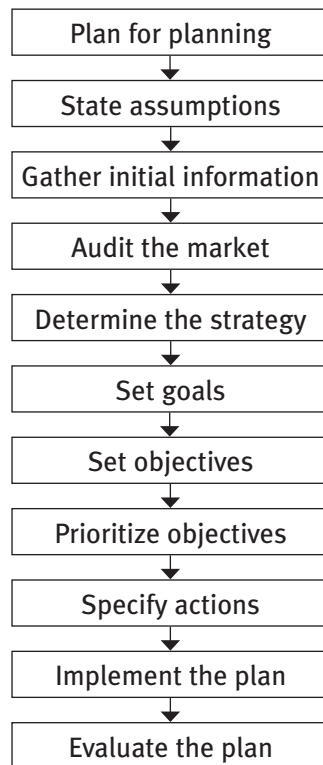 Plan for planning
State assumptions
Gather initial information
Audit the market
Determine the strategy
Set goals
Set objectives
Prioritize objectives
Specify actions
Implement the plan
Evaluate the plan